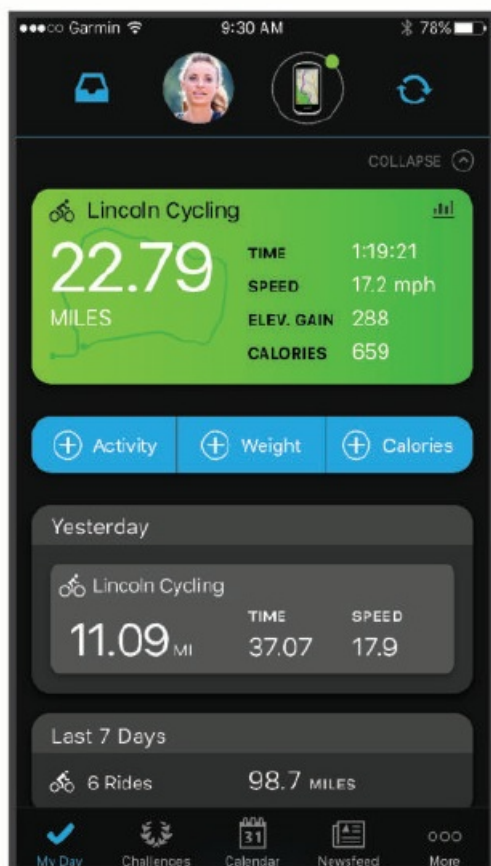 Garmin 9:30 AM 78%
COLLAPSE
Lincoln Cycling
22.79
MILES
TIME 1:19:21
SPEED 17.2 mph
ELEV. GAIN 288
CALORIES 659
Activity Weight Calories
Yesterday
Lincoln Cycling
11.09 MI
TIME SPEED
37.07 17.9
Last 7 Days
6 Rides 98.7 MILES
31
My Day Challenges Calendar Newsfeed More